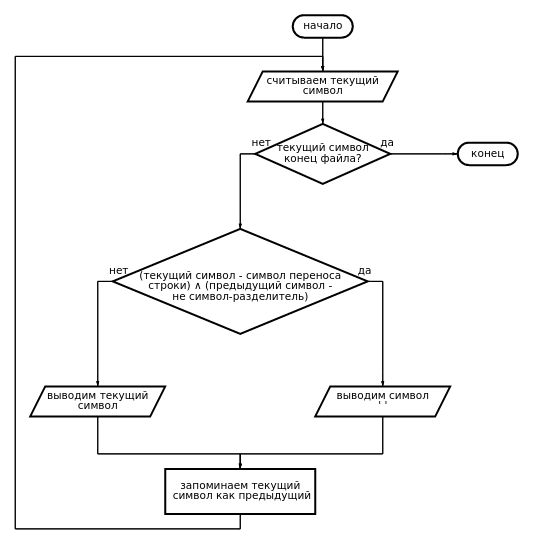 начало
считываем текущий
символ
нет
да
текущий символ
конец файла?
конец
нет
да
(текущий символ - символ переноса
строки) ∧ (предыдущий символ -
не символ-разделитель)
выводим текущий
символ
выводим символ
' '
запоминаем текущий
символ как предыдущий